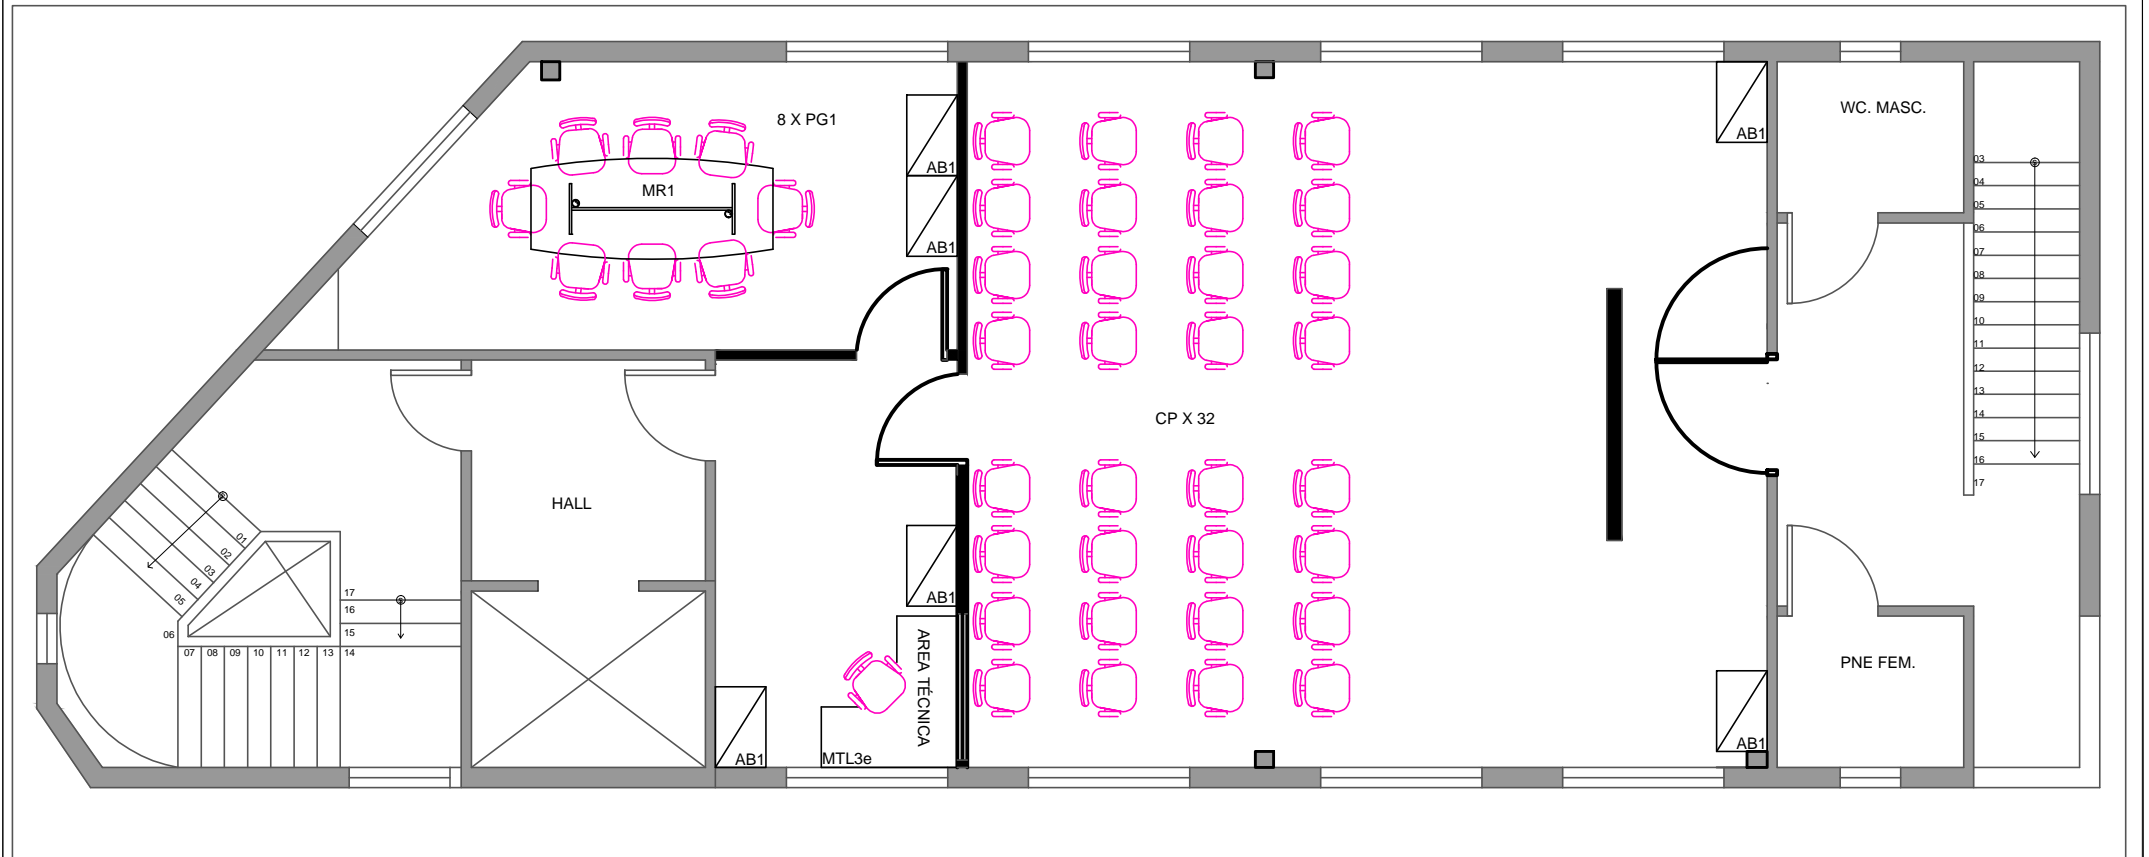 8 X PG1
WC. MASC.
AB1
AB1
MR1
AB1
03
04
05
06
07
08
09
10
11
12
13
14
15
16
17
CP X 32
HALL
01
02
03
04
05
06
07
08
09
10
11
12
13
14
15
16
17
AB1
AREA TÉCNICA
PNE FEM.
AB1
MTL3e
AB1